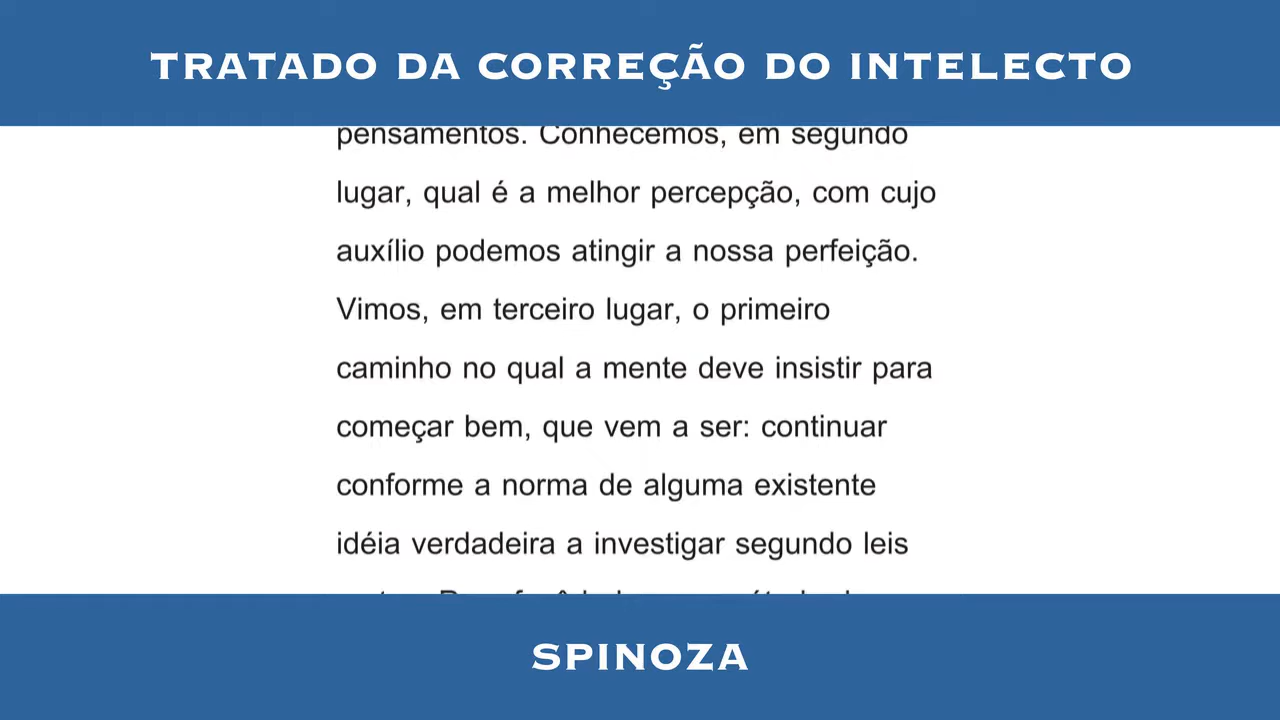 TRATADO DA CORREÇÃO DO INTELECTO
pensamentos. Conhecemos, em segundo
lugar, qual é a melhor percepção, com cujo
auxílio podemos atingir a nossa perfeição.
Vimos, em terceiro lugar, o primeiro
caminho no qual a mente deve insistir para
começar bem, que vem a ser: continuar
conforme a norma de alguma existente
idéia verdadeira a investigar segundo leis
SPINOZA